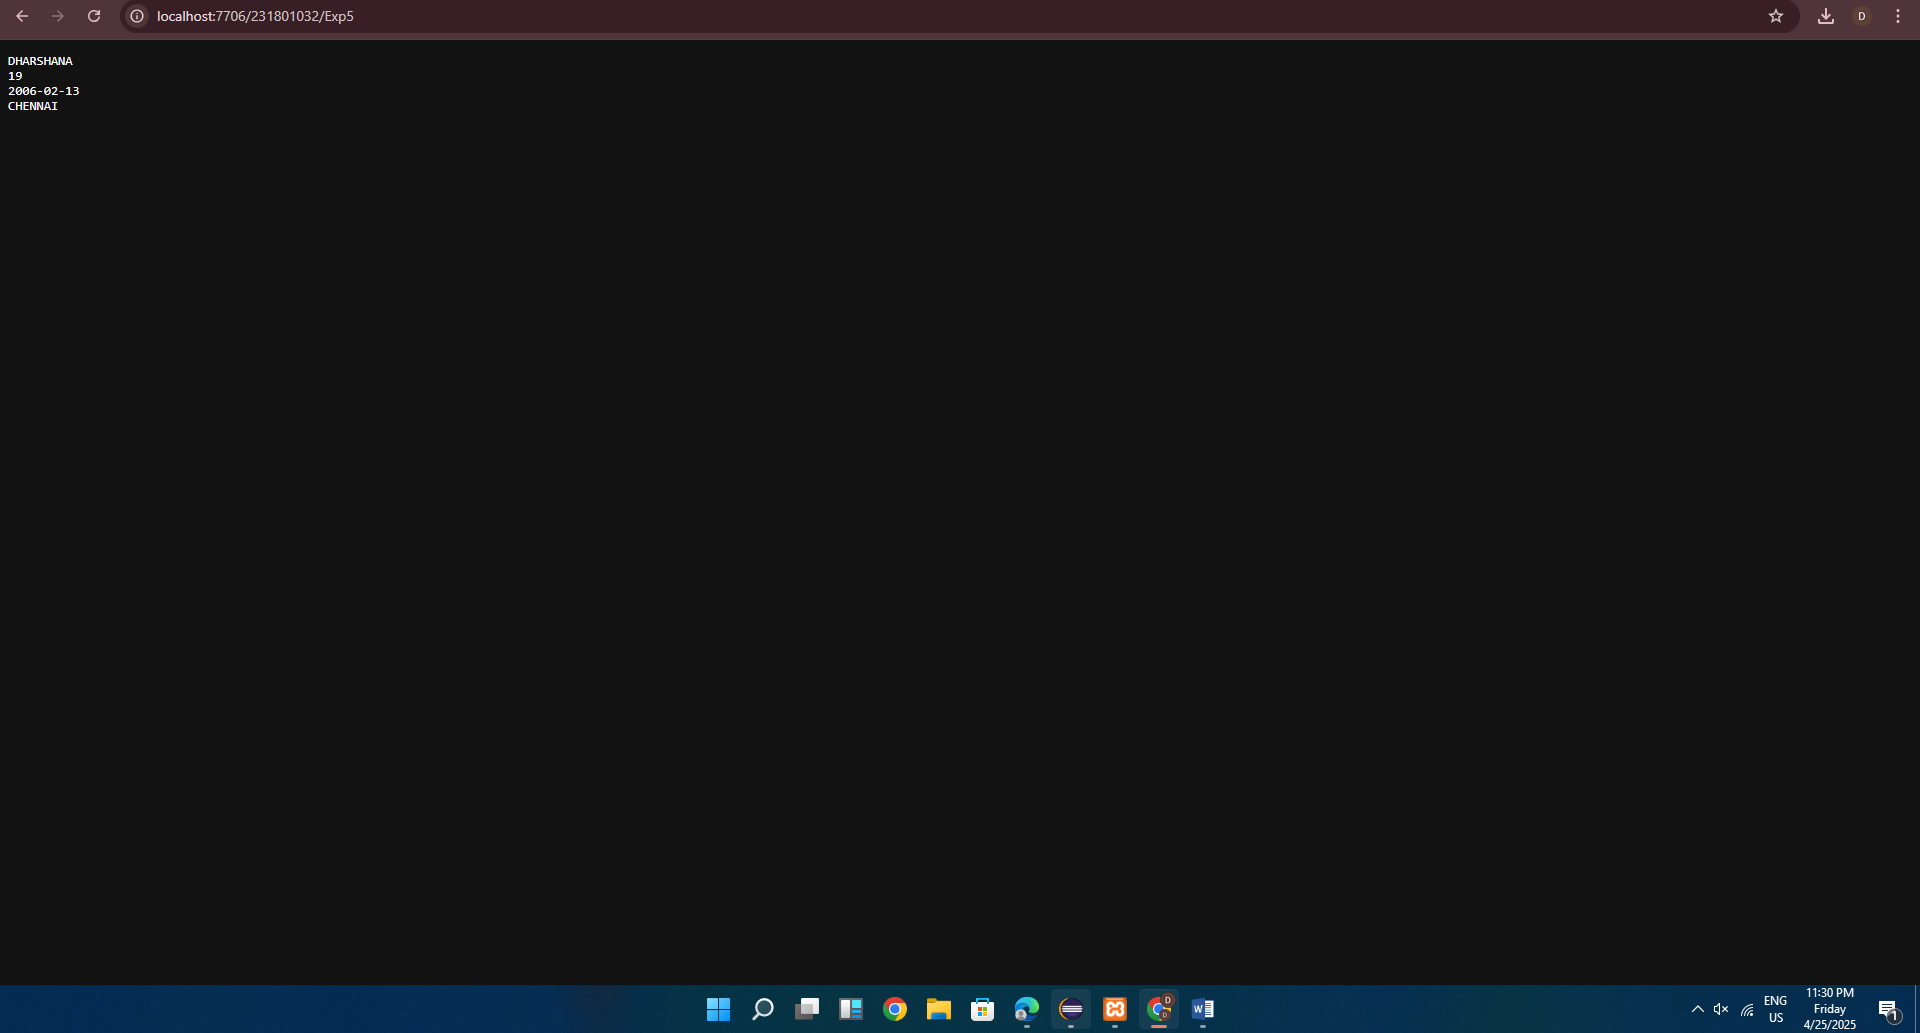 localhost:7706/231801032/Exp5
D
DHARSHANA
19
2006-02-13
CHENNAI
D
D
W
ENG
US
11:30 PM
Friday
4/25/2025
1